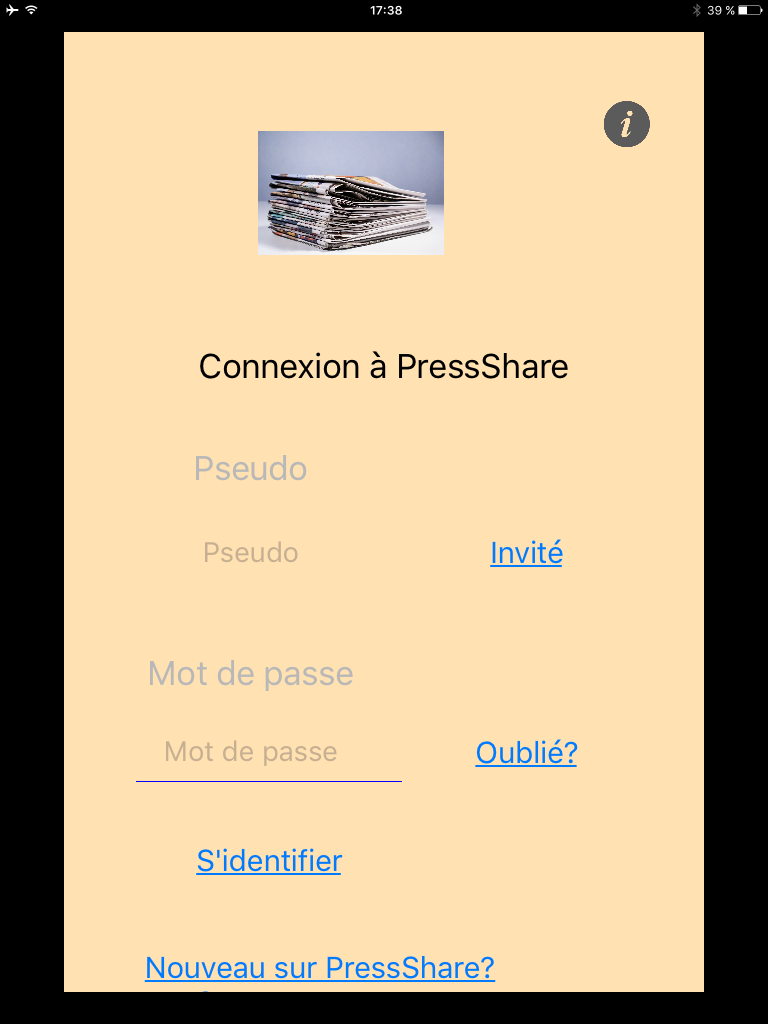 17:38
39 %
i
Connexion à PressShare
Pseudo
Pseudo
Invité
Mot de passe
Mot de passe
Oublié?
S'identifier
Nouveau sur PressShare?